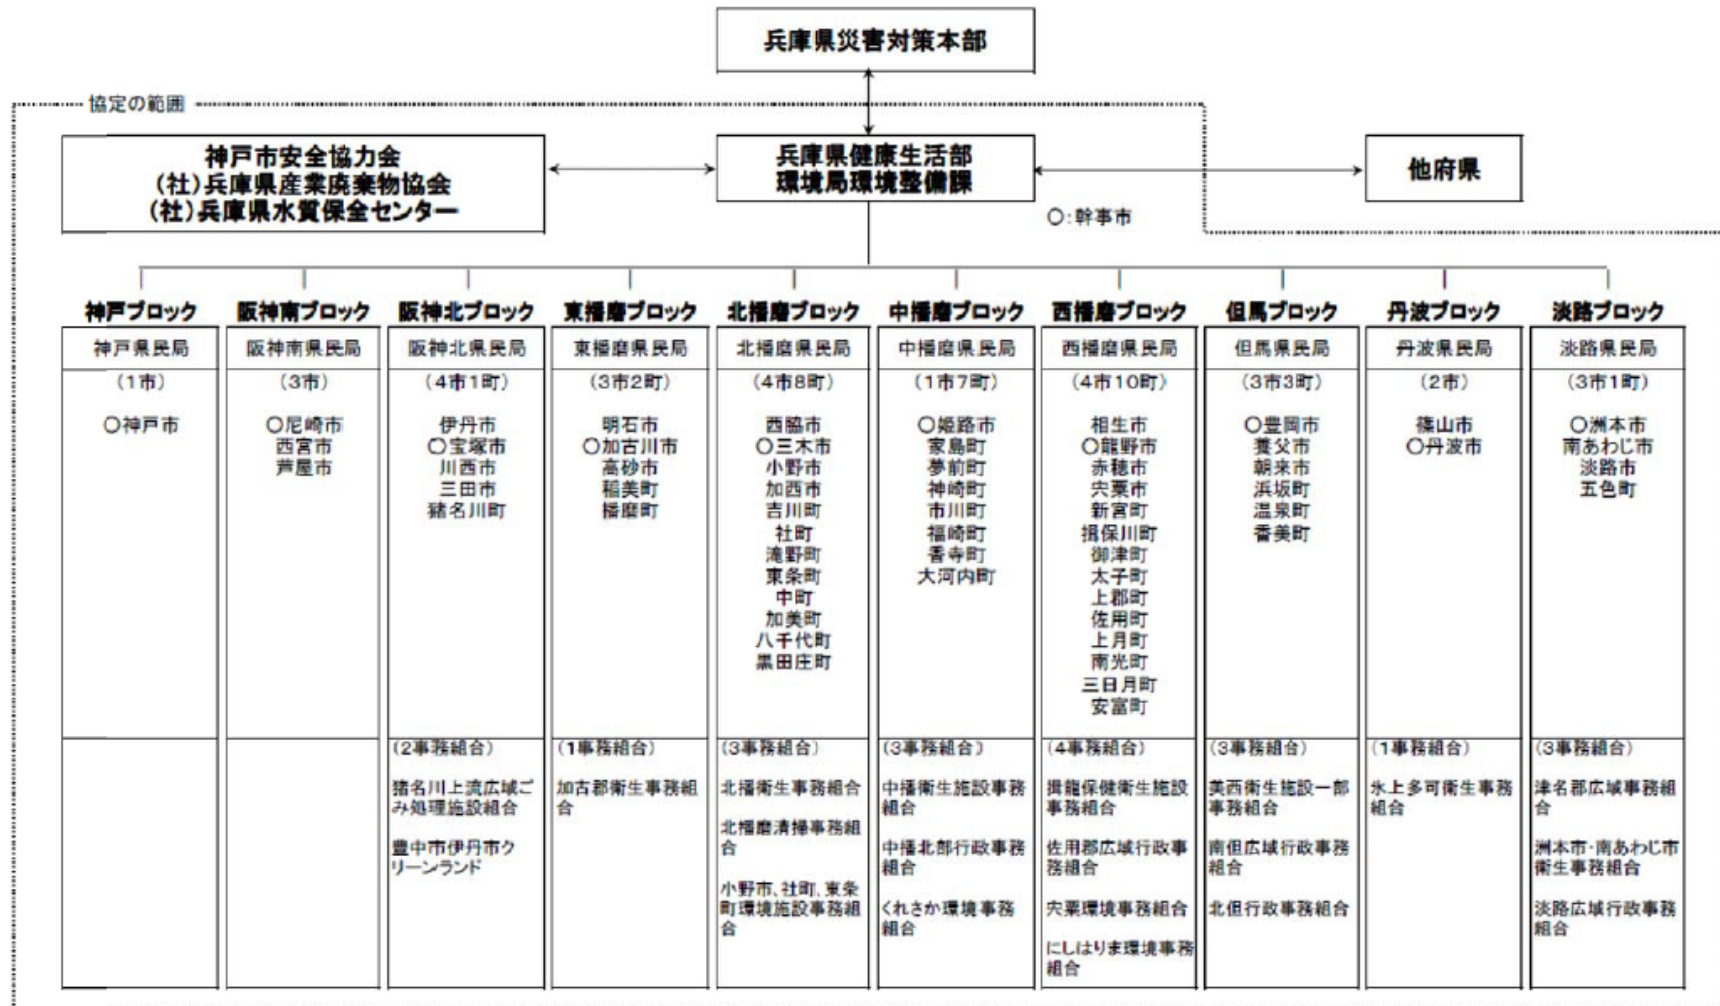 兵庫県災害対策本部
協定の範囲
神戸市安全協力会
(社)兵庫県産業廃棄物協会
(社)兵庫県水質保全センター
兵庫県健康生活部
環境局環境整備課
他府県
〇:幹事市
神戸ブロック
神戸県民局
(1市)
〇神戸市
阪神南ブロック
阪神南県民局
(3市)
〇尼崎市
西宮市
芦屋市
阪神北ブロック
阪神北県民局
(4市1町)
伊丹市
〇宝塚市
川西市
三田市
猪名川町
(2事務組合)
猪名川上流広域ご
み処理施設組合
豊中市伊丹市ク
リーンランド
東播磨ブロック
東播磨県民局
(3市2町)
明石市
〇加古川市
高砂市
稲美町
播磨町
(1事務組合)
加古郡衛生事務組
合
北播磨ブロック
北播磨県民局
(4市8町)
西脇市
〇三木市
小野市
加西市
吉川町
社町
滝野町
東条町
中町
加美町
八千代町
黒田庄町
(3事務組合)
北播衛生事務組合
北播磨清掃事務組
合
小野市、社町、東条
町環境施設事務組
合
中播磨ブロック
中播磨県民局
(1市7町)
〇姫路市
家島町
夢前町
神崎町
市川町
福崎町
香寺町
大河内町
(3事務組合)
中播衛生施設事務
組合
中播北部行政事務
組合
くれさか環境事務
組合
西播磨ブロック
西播磨県民局
(4市10町)
相生市
〇龍野市
赤穂市
宍粟市
新宮町
揖保川町
御津町
太子町
上郡町
佐用町
上月町
南光町
三日月町
安富町
(4事務組合)
揖龍保健衛生施設
事務組合
佐用郡広域行政事
務組合
宍粟環境事務組合
にしはりま環境事務
組合
但馬ブロック
但馬県民局
(3市3町)
〇豊岡市
養父市
朝来市
浜坂町
温泉町
香美町
(3事務組合)
美西衛生施設一部
事務組合
南但広域行政事務
組合
北但行政事務組合
丹波ブロック
丹波県民局
(2市)
篠山市
〇丹波市
(1事務組合)
氷上多可衛生事務
組合
淡路ブロック
淡路県民局
(3市1町)
〇洲本市
南あわじ市
淡路市
五色町
(3事務組合)
津名郡広域事務組
合
洲本市・南あわじ市
衛生事務組合
淡路広域行政事務
組合